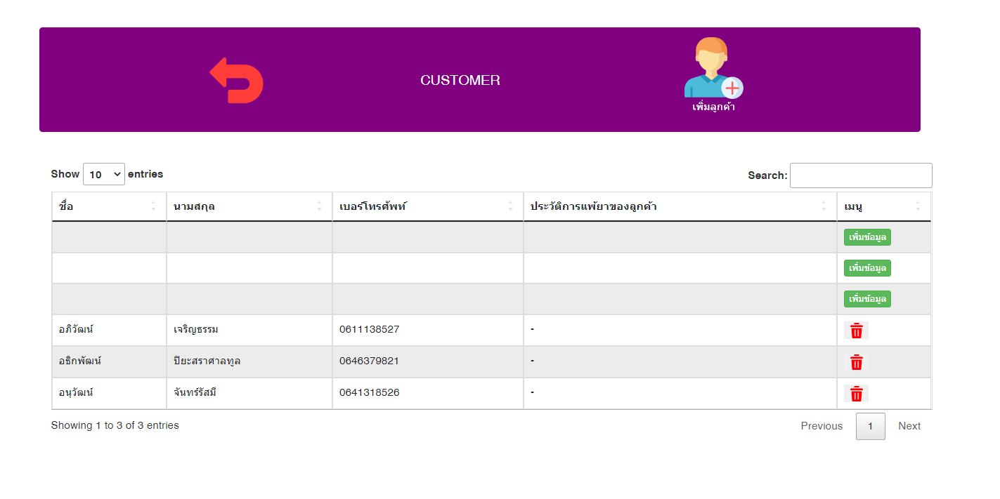 CUSTOMER
เพิ่มลูกค้า
Show 10 entries
Search:
ชื่อ นามสกุล เบอร์โทรศัพท์ ประวัติการแพ้ยาของลูกค้า เมนู
เพิ่มข้อมูล
เพิ่มข้อมูล
เพิ่มข้อมูล
อภิวัฒน์ เจริญธรรม 0611138527 -
อธิกพัฒน์ ปิยะสราศาลทูล 0646379821 -
อนุวัฒน์ จันทร์รัสมี 0641318526 -
Showing 1 to 3 of 3 entries
Previous 1 Next